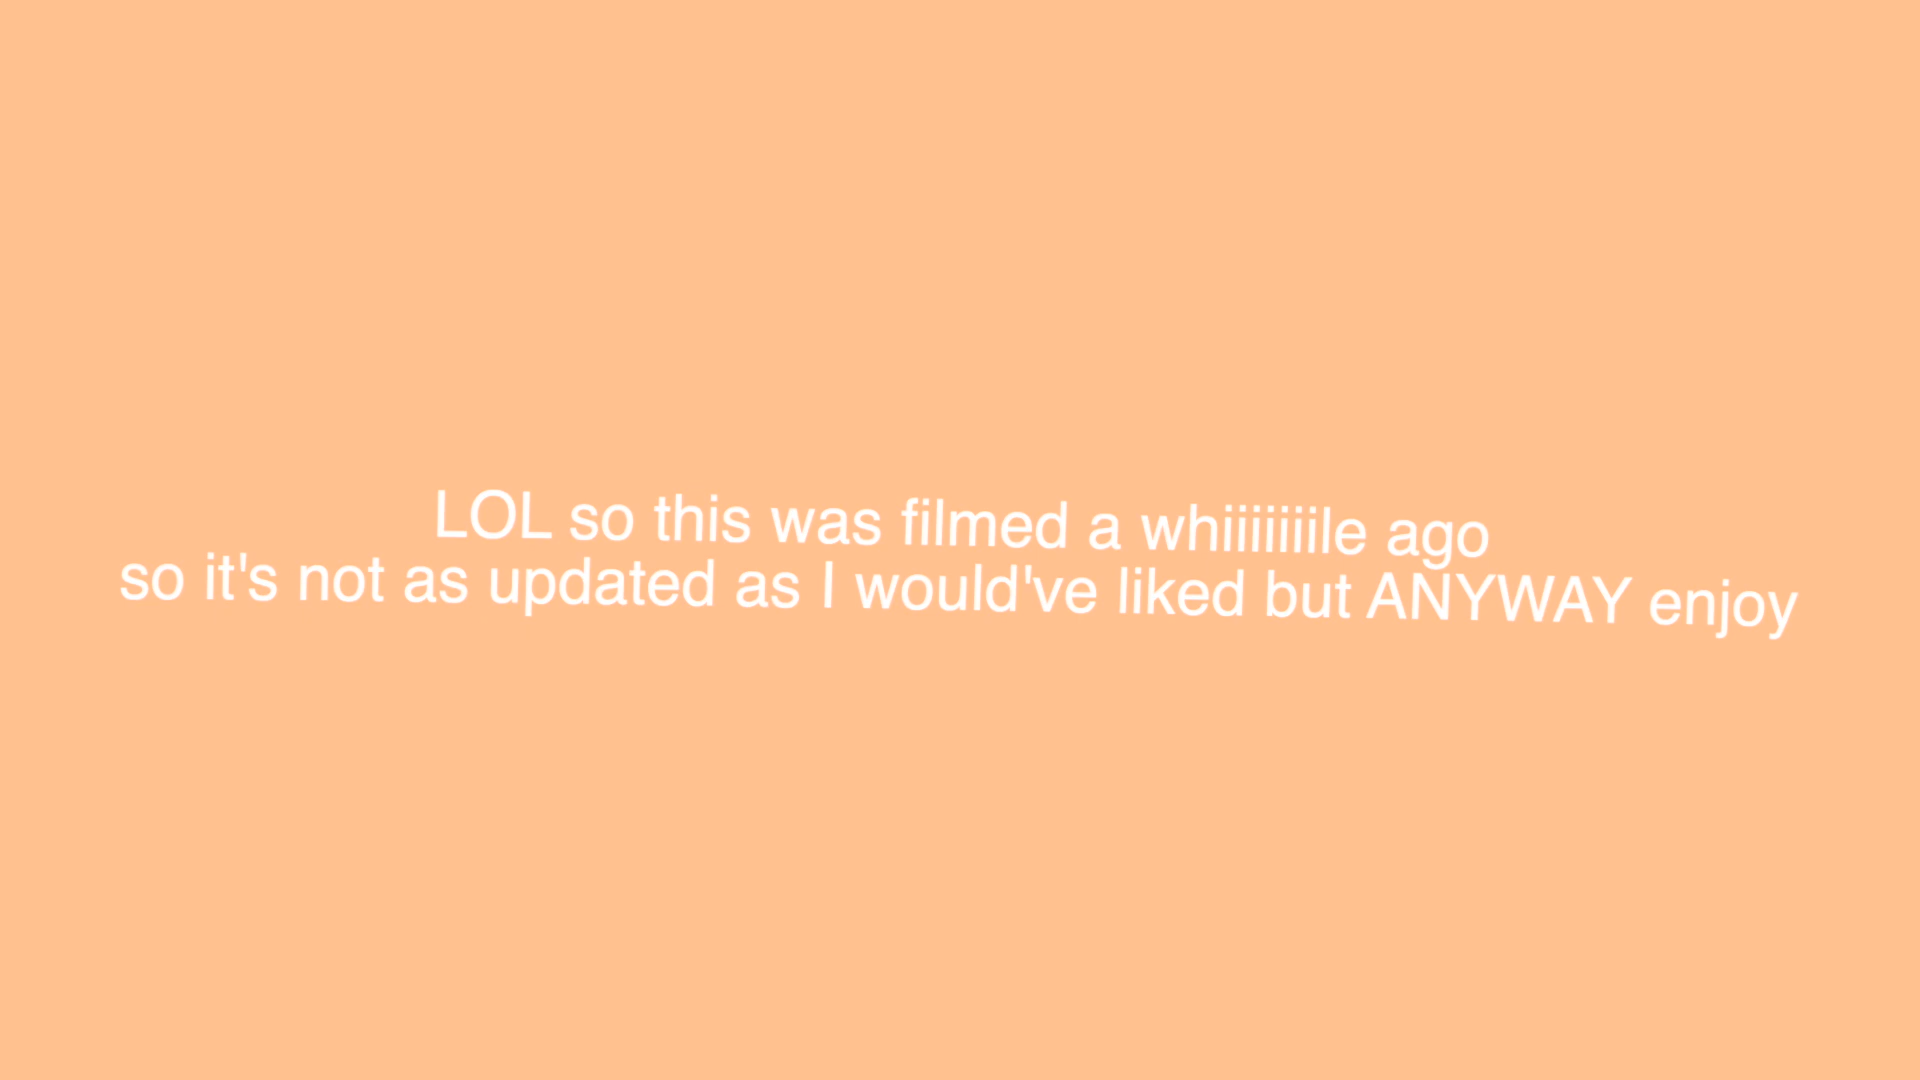 LOL so this was filmed a whiiiiiiile ago
so it's not as updated as I would've liked but ANYWAY enjoy